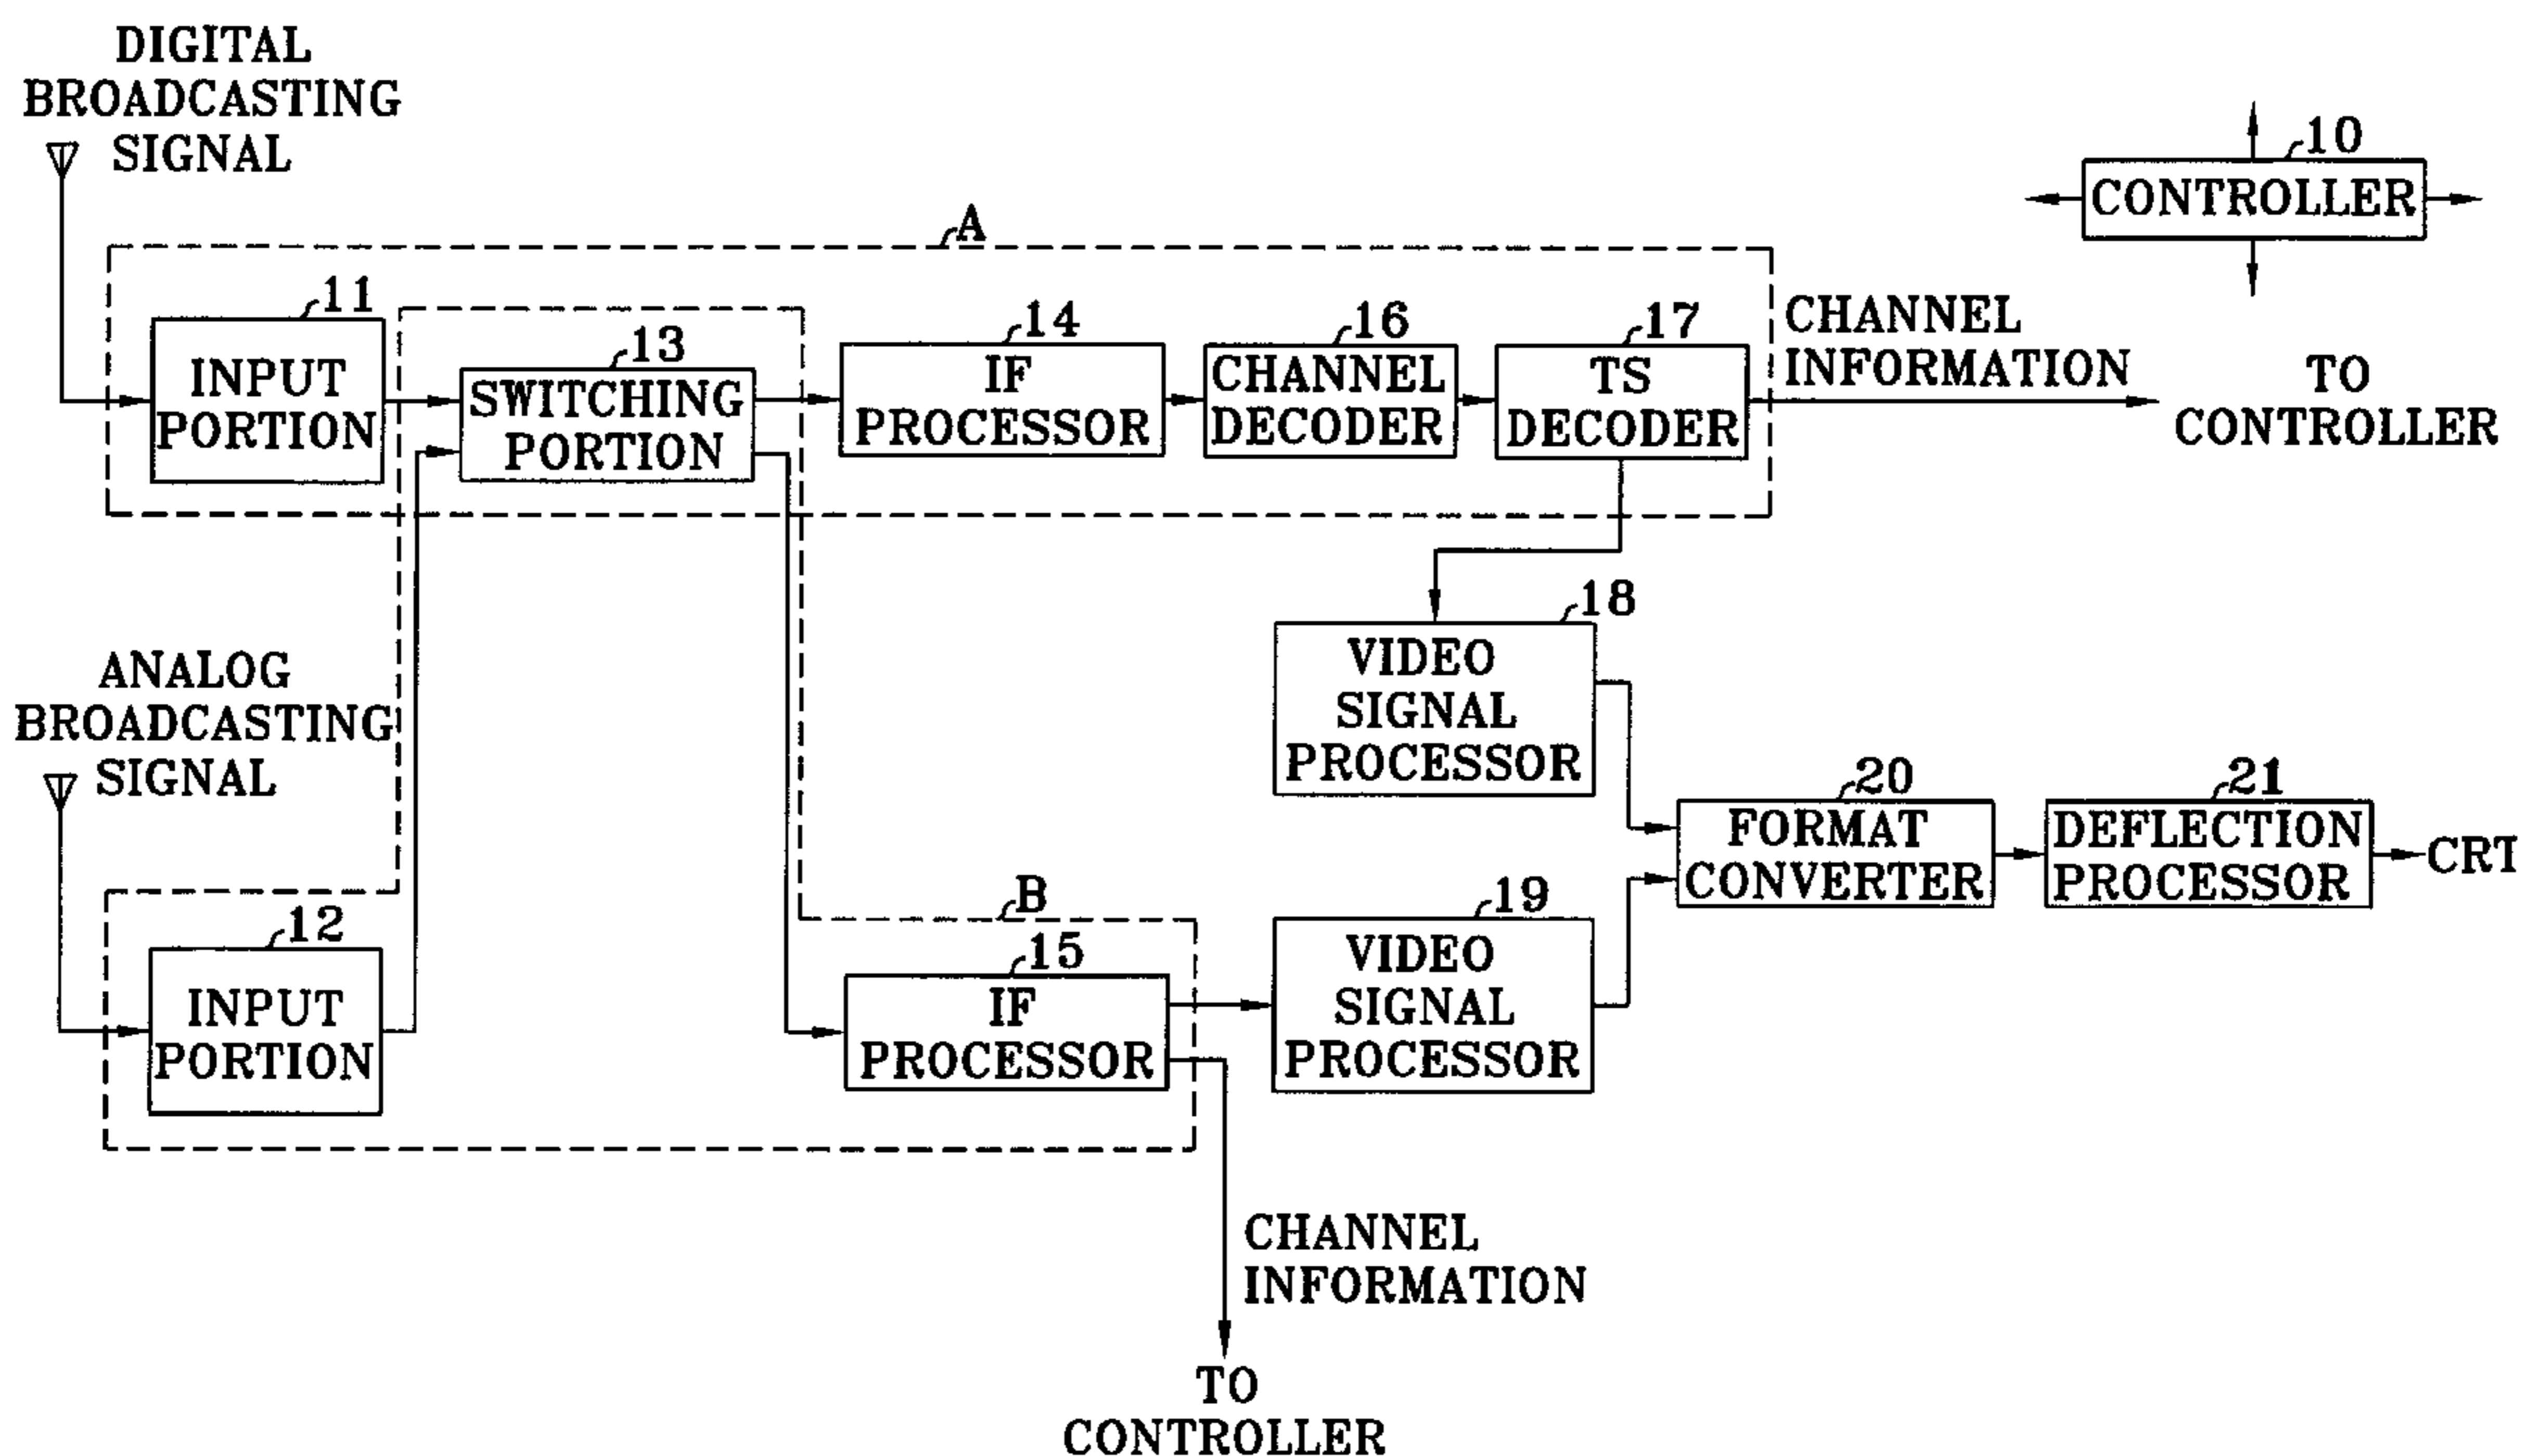 DIGITAL
BROADCASTING
SIGNAL
10
CONTROLLER
A
11
INPUT
PORTION
13
SWITCHING
PORTION
14
IF
PROCESSOR
16
CHANNEL
DECODER
17
TS
DECODER
CHANNEL
INFORMATION
TO
CONTROLLER
18
VIDEO
SIGNAL
PROCESSOR
ANALOG
BROADCASTING
SIGNAL
20
FORMAT
CONVERTER
21
DEFLECTION
PROCESSOR
CRT
B
12
INPUT
PORTION
15
IF
PROCESSOR
19
VIDEO
SIGNAL
PROCESSOR
CHANNEL
INFORMATION
TO
CONTROLLER